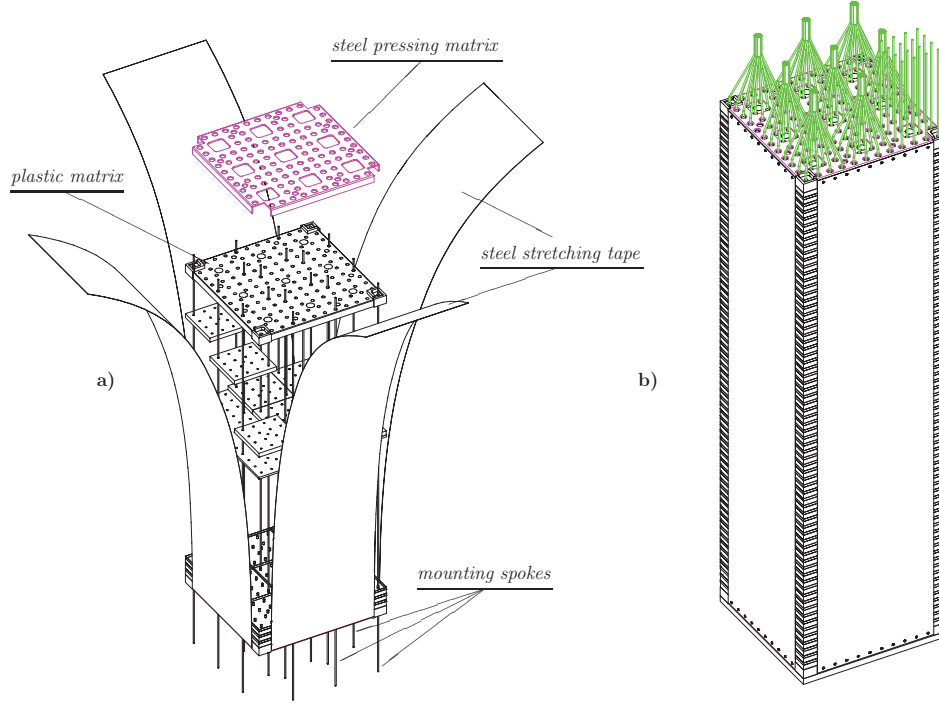 steel pressing matrix
plastic matrix
steel stretching tape
a)
b)
mounting spokes